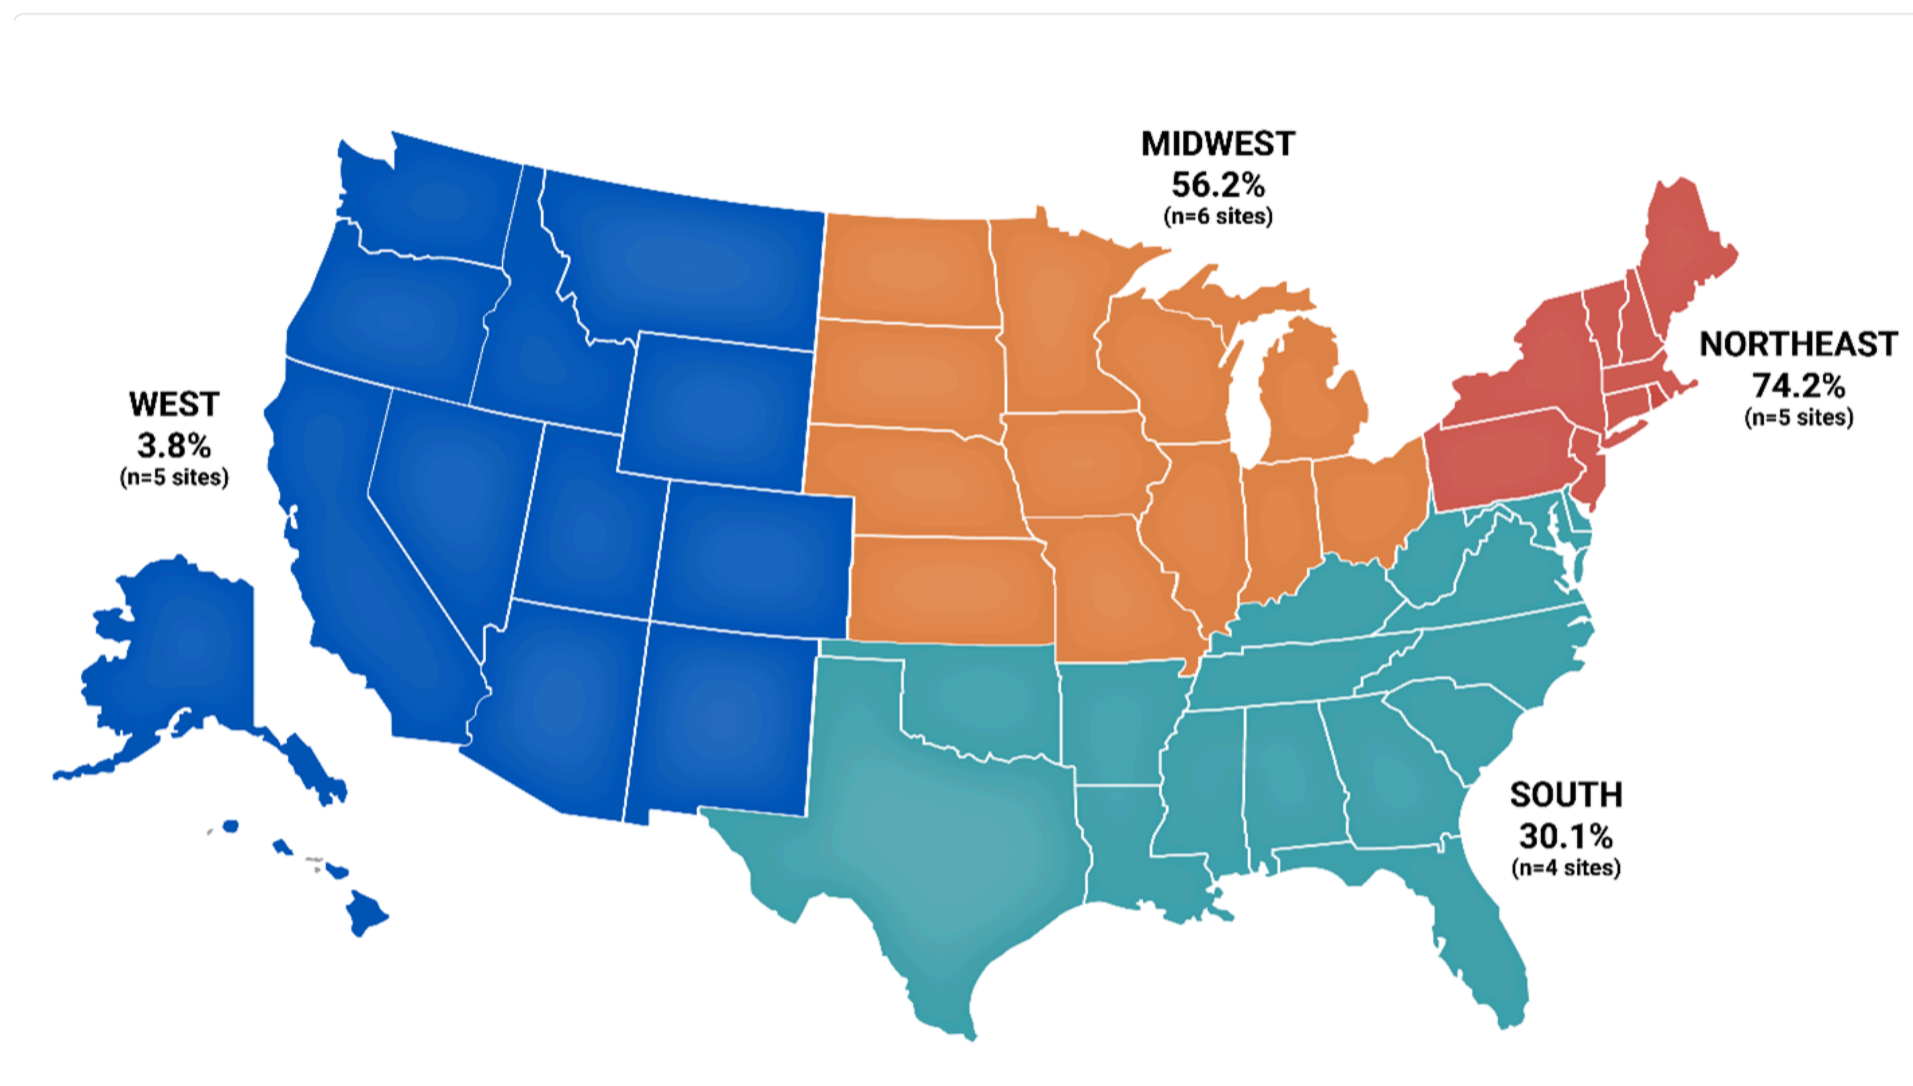 MIDWEST
56.2%
(n=6 sites)
NORTHEAST
74.2%
(n=5 sites)
WEST
3.8%
(n=5 sites)
SOUTH
30.1%
(n=4 sites)